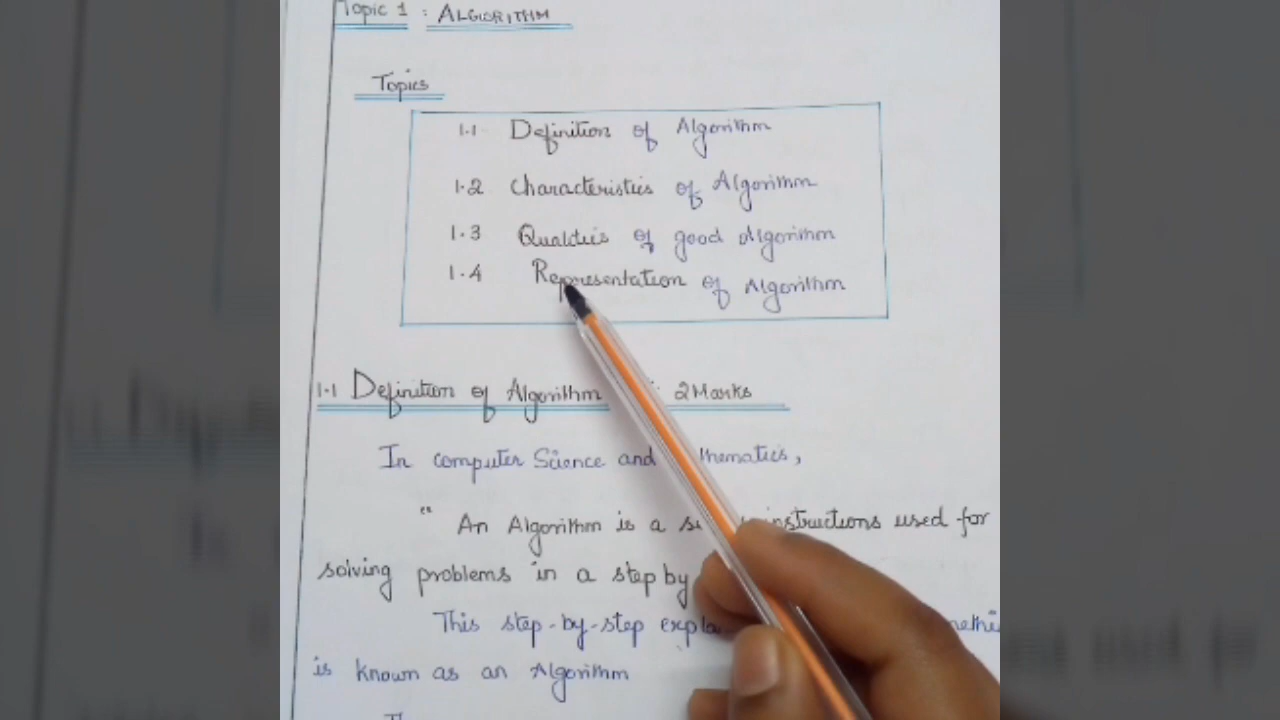 Topic 1 : ALGORITHM
Topics
1.1 Definition of Algorithm
1.2 Characteristics of Algorithm
1.3 Qualities of good algorithm
1.4 Representation of Algorithm
1.1 Definition of Algorithm : 2Marks
In computer Science and thematics,
“ An Algorithm is a instructions used for
solving problems in a step by
This step-by-step
is known as an Algorithm